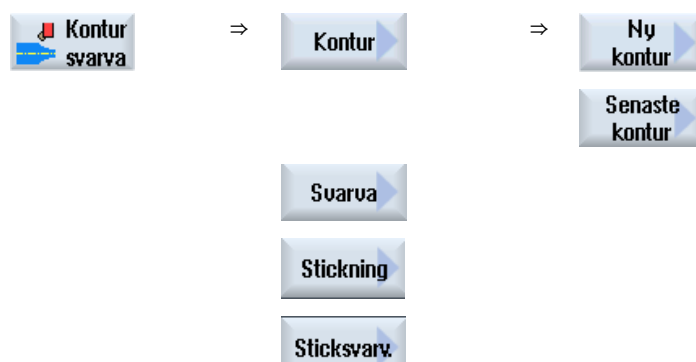 Kontur
svarva
⇒
Kontur
⇒
Ny
kontur
Senaste
kontur
Svarva
Stickning
Sticksvarv.